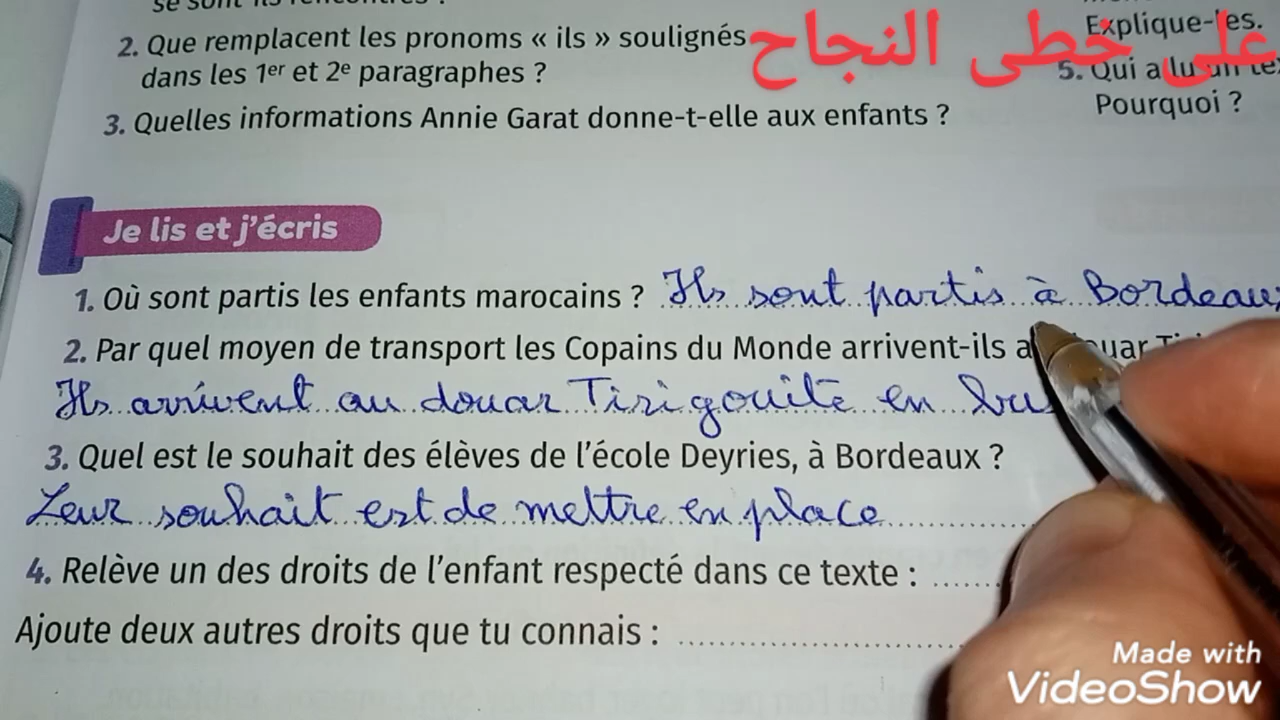 2. Que remplacent les pronoms « ils » soulignés
dans les 1er et 2e paragraphes ?
3. Quelles informations Annie Garat donne-t-elle aux enfants ?
Explique-les.
5. Qui a lu un
Pourquoi ?
على خطى النجاح
Je lis et j'écris
1. Où sont partis les enfants marocains ? Ils sont partis à Bordeaux
2. Par quel moyen de transport les Copains du Monde arrivent-ils
Ils arrivent au douar Tizigouite en bu
3. Quel est le souhait des élèves de l'école Deyries, à Bordeaux ?
Leur souhait est de mettre en place
4. Relève un des droits de l'enfant respecté dans ce texte :
Ajoute deux autres droits que tu connais :
Made with
VideoShow